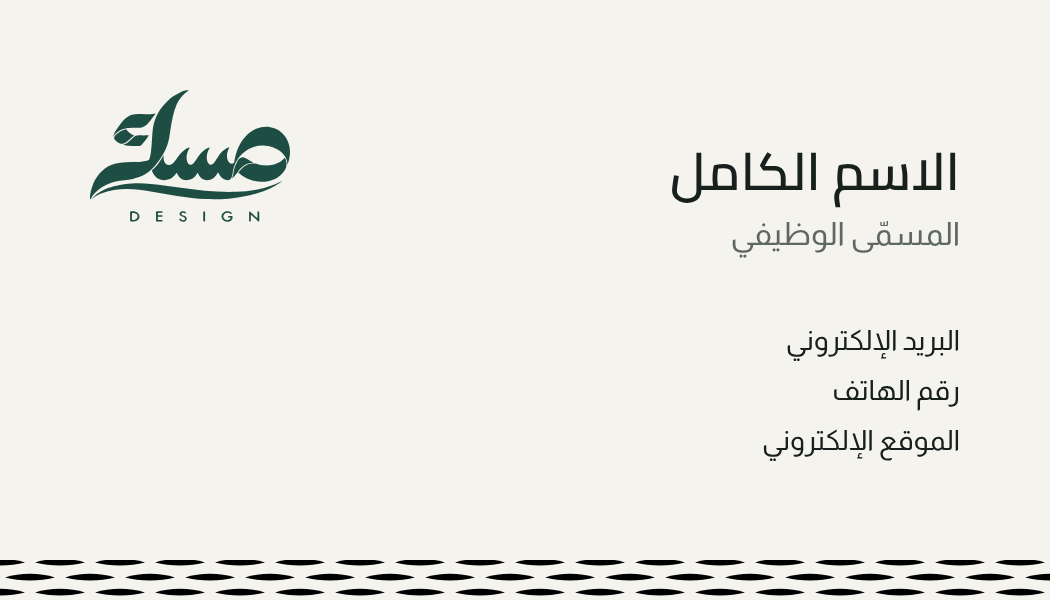 مسك
DESIGN
الاسم الكامل
المسمّى الوظيفي
البريد الإلكتروني
رقم الهاتف
الموقع الإلكتروني